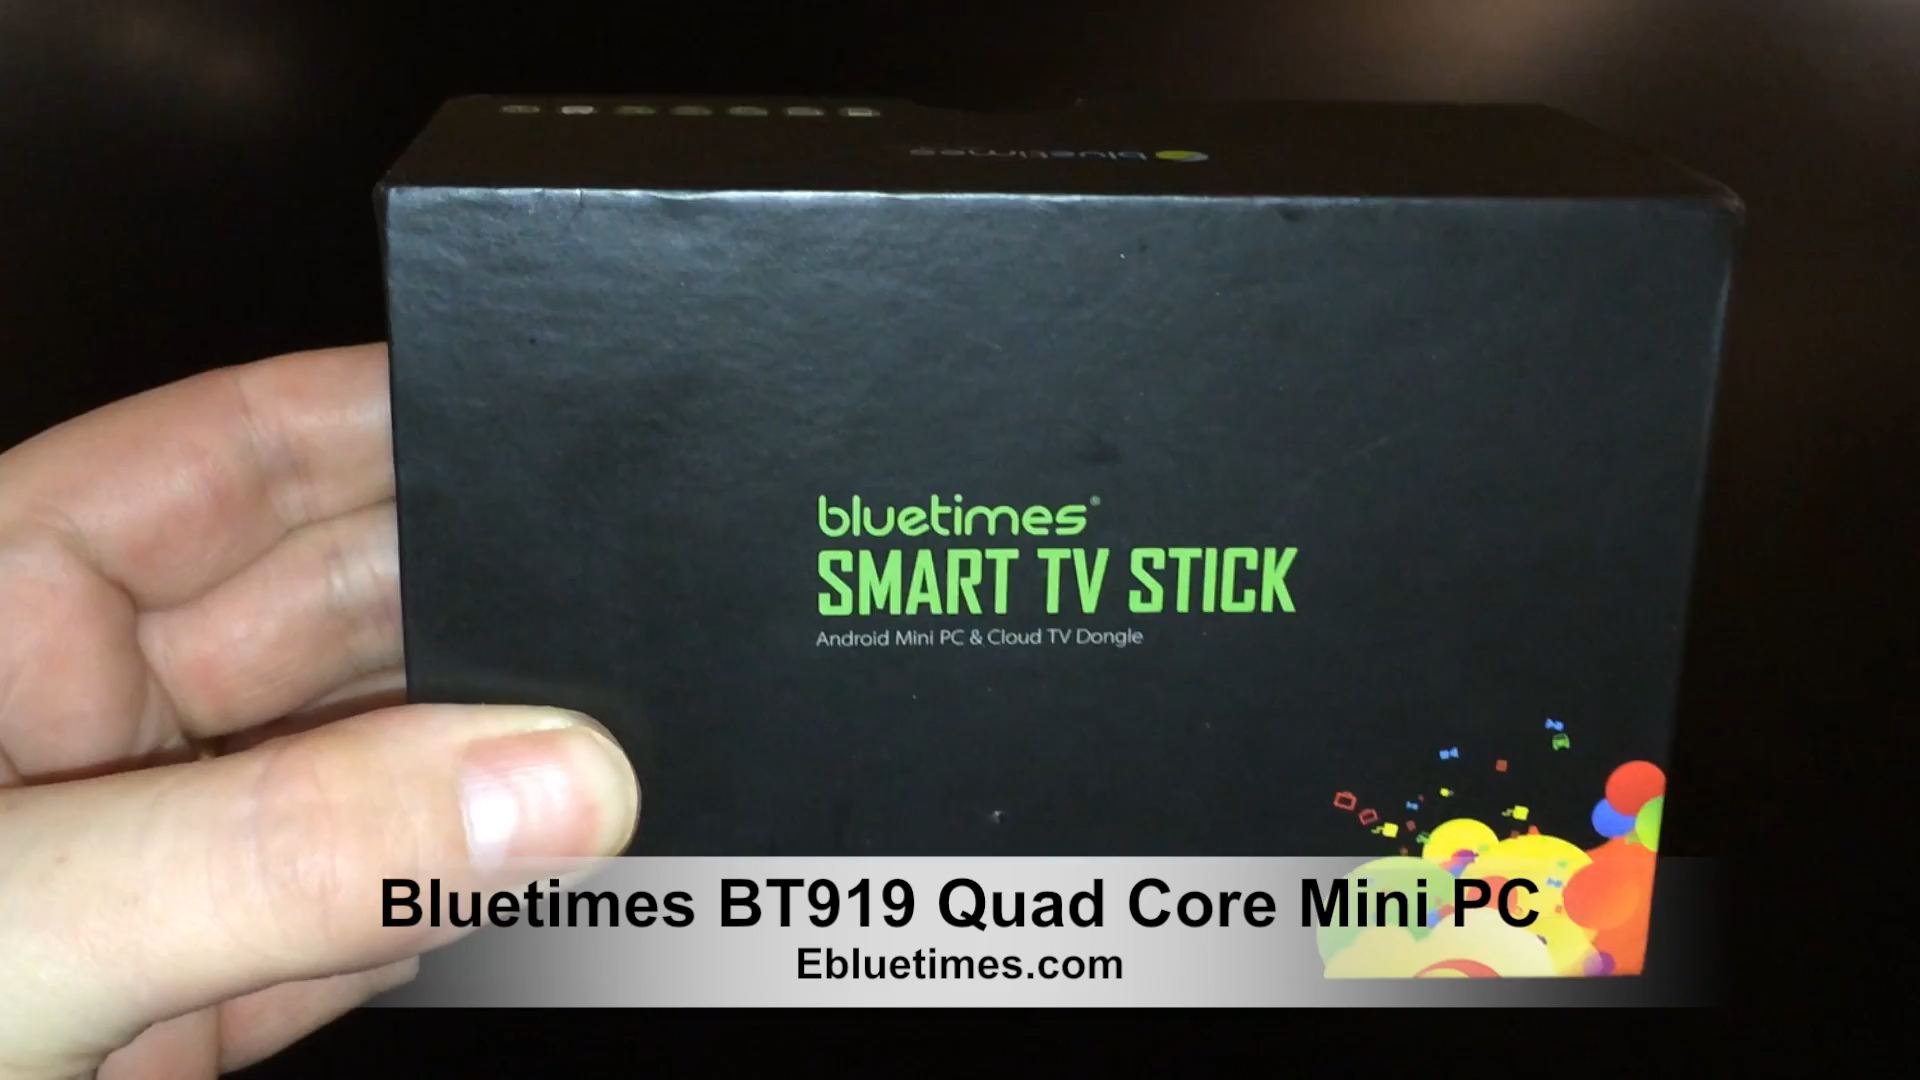 bluetimes
bluetimes®
SMART TV STICK
Android Mini PC & Cloud TV Dongle
Bluetimes BT919 Quad Core Mini PC
Ebluetimes.com